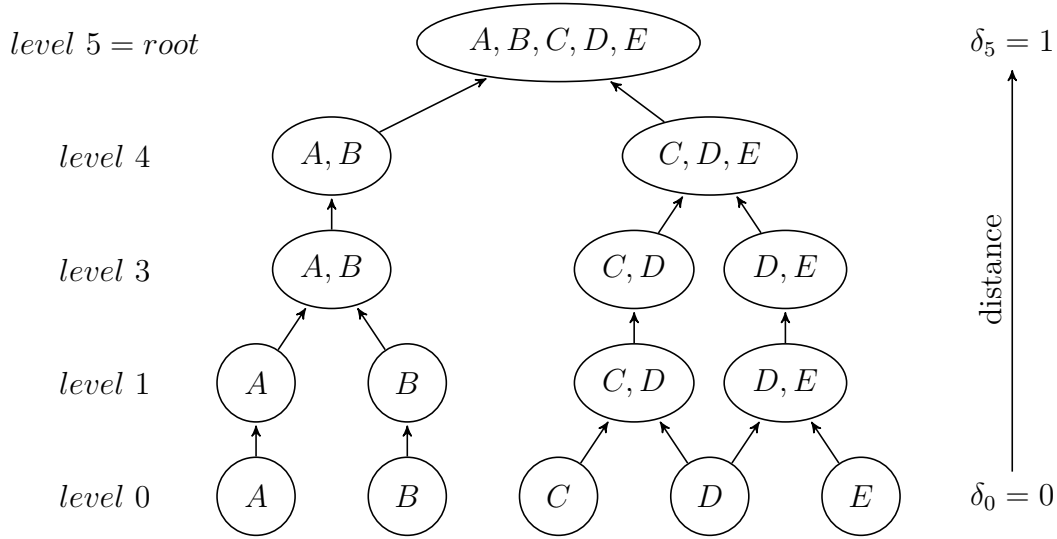 level 5 = root A, B, C, D, E δ₅ = 1
level 4 A, B C, D, E
level 3 A, B C, D D, E
distance
level 1 A B C, D D, E
level 0 A B C D E δ₀ = 0